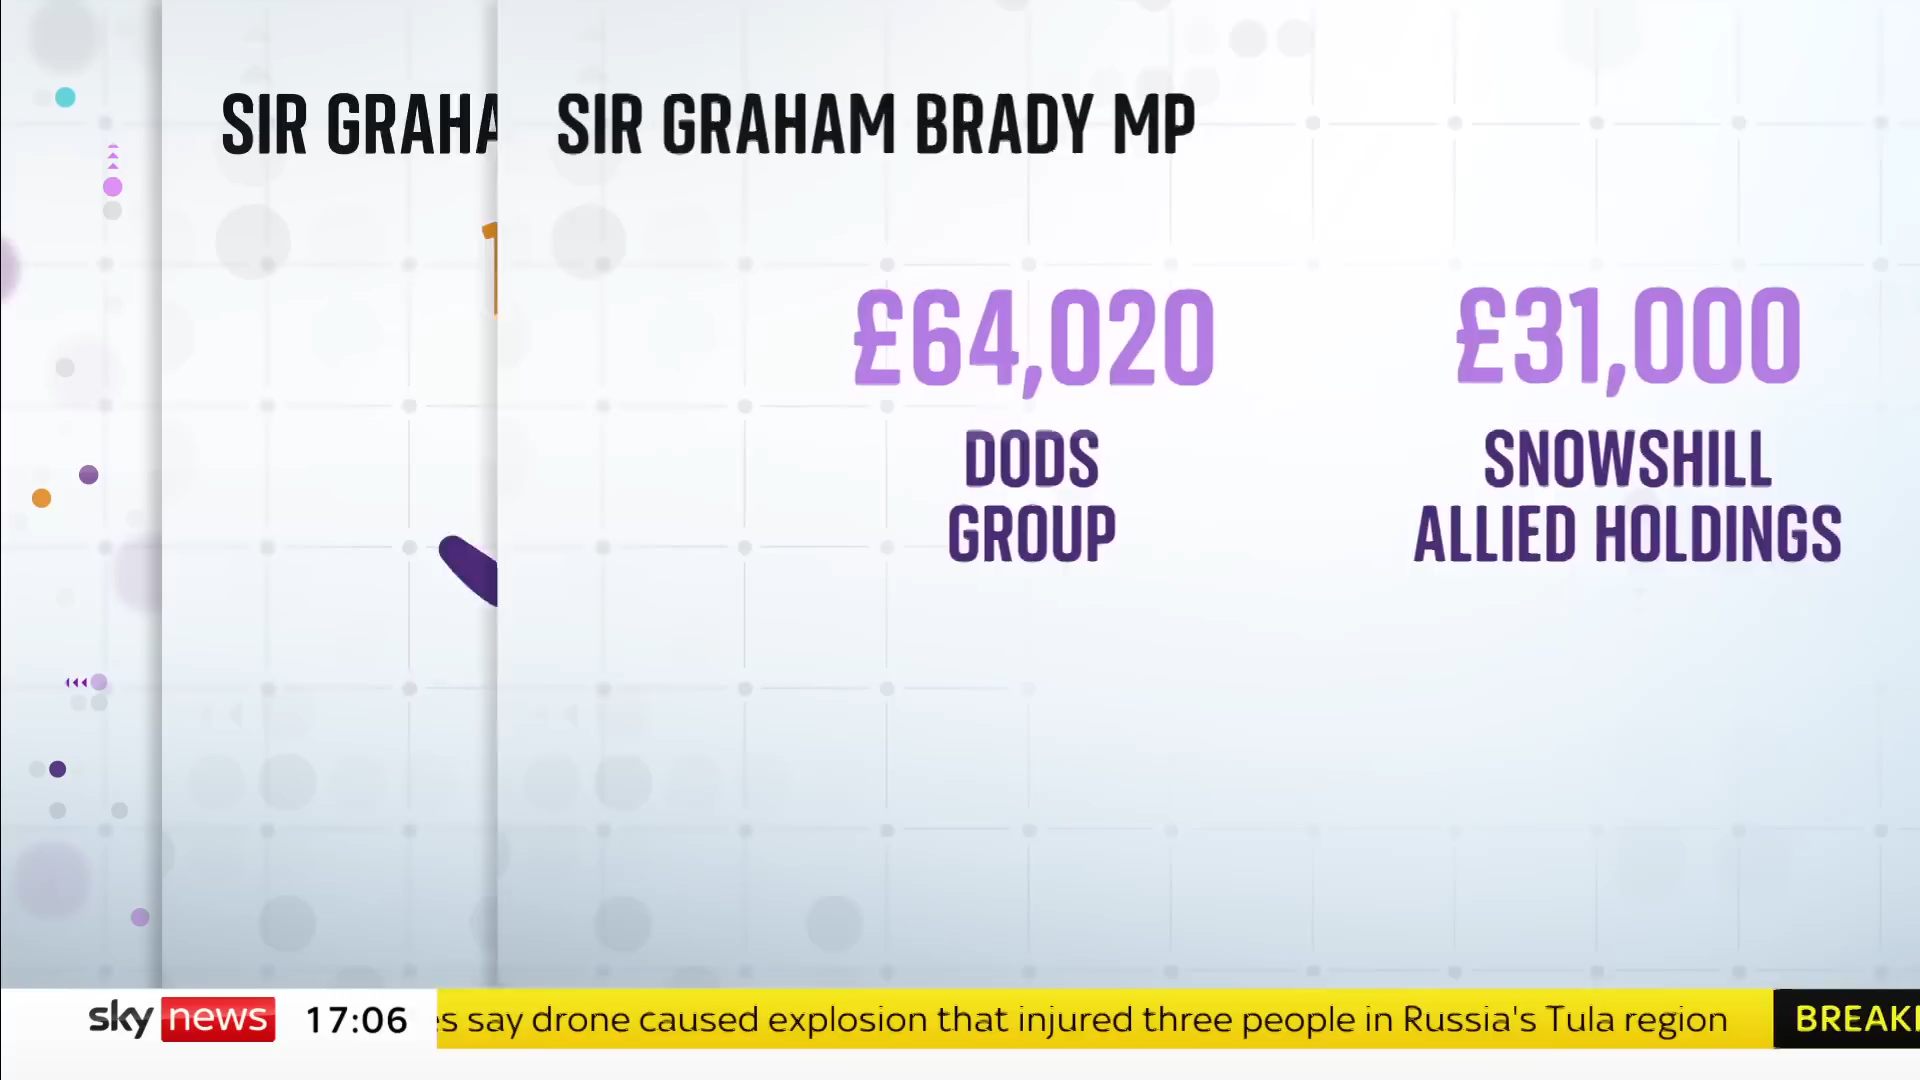 SIR GRAHA
SIR GRAHAM BRADY MP
£64,020
DODS
GROUP
£31,000
SNOWSHILL
ALLIED HOLDINGS
sky news
17:06
s say drone caused explosion that injured three people in Russia's Tula region
BREAK